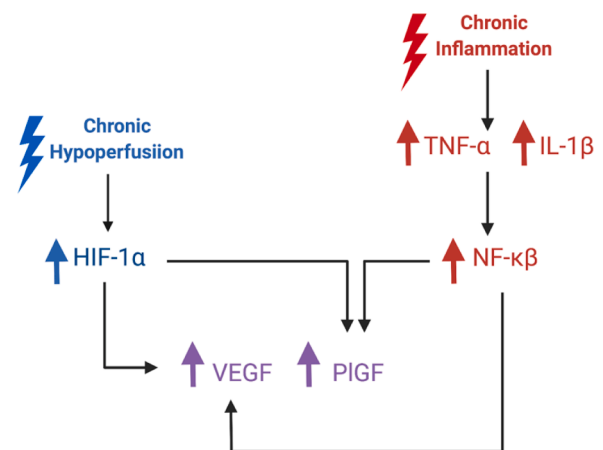 Chronic
Inflammation
TNF-α IL-1β
Chronic
Hypoperfusiion
HIF-1α
NF-κβ
VEGF PlGF